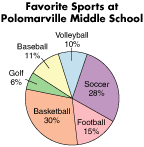 Favorite Sports at
Polomarville Middle School
Volleyball
10%
Baseball
11%
Golf
6%
Soccer
28%
Basketball
30%
Football
15%